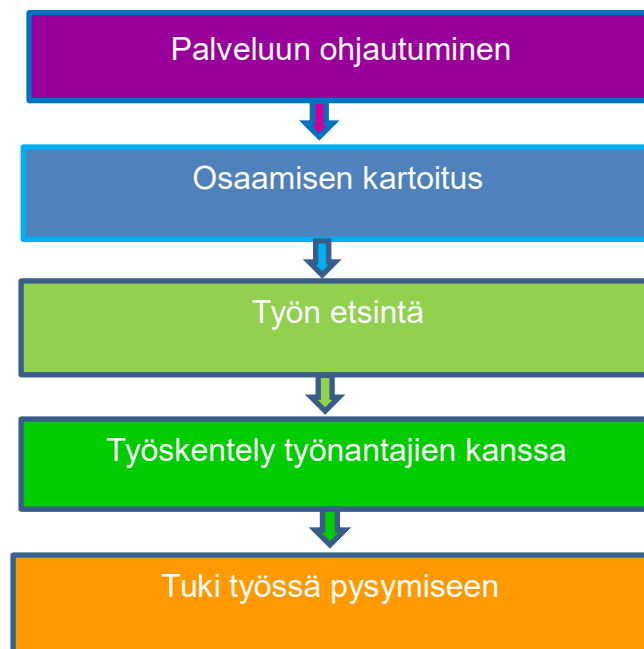 Palveluun ohjautuminen
Osaamisen kartoitus
Työn etsintä
Työskentely työnantajien kanssa
Tuki työssä pysymiseen